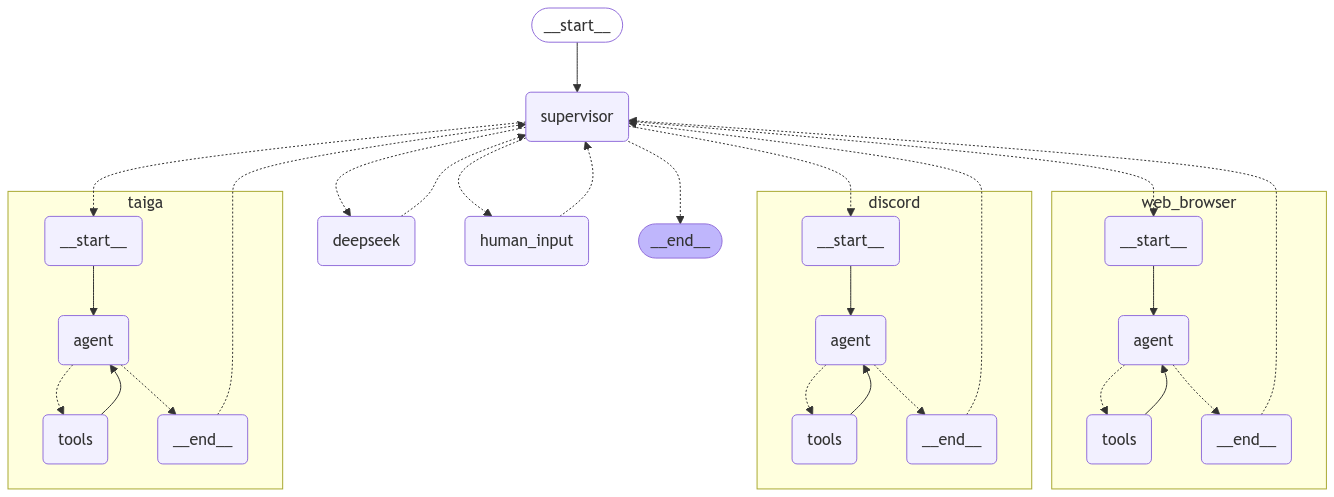 __start__
supervisor
taiga
discord
web_browser
__start__
deepseek
human_input
__end__
__start__
__start__
agent
agent
agent
tools
__end__
tools
__end__
tools
__end__